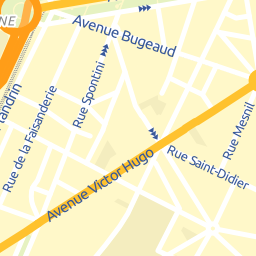 Avenue Bugeaud
Rue Spontini
Rue de la Faisanderie
Avenue Victor Hugo
Rue Saint-Didier
Rue Mesnil